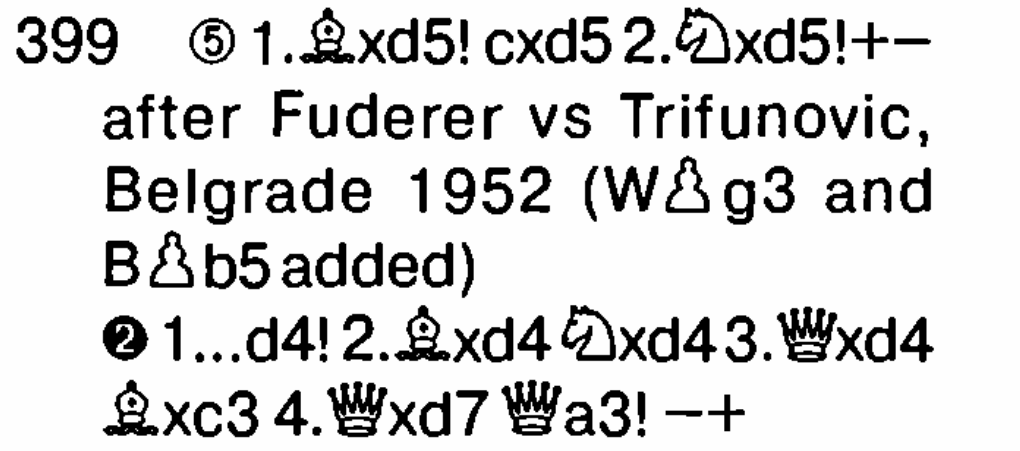 399 ⑤ 1.♗xd5! cxd5 2.♘xd5!+−
after Fuderer vs Trifunovic,
Belgrade 1952 (W♙g3 and
B♙b5 added)
❷ 1...d4! 2.♗xd4 ♘xd4 3.♕xd4
♗xc3 4.♕xd7 ♕a3! −+